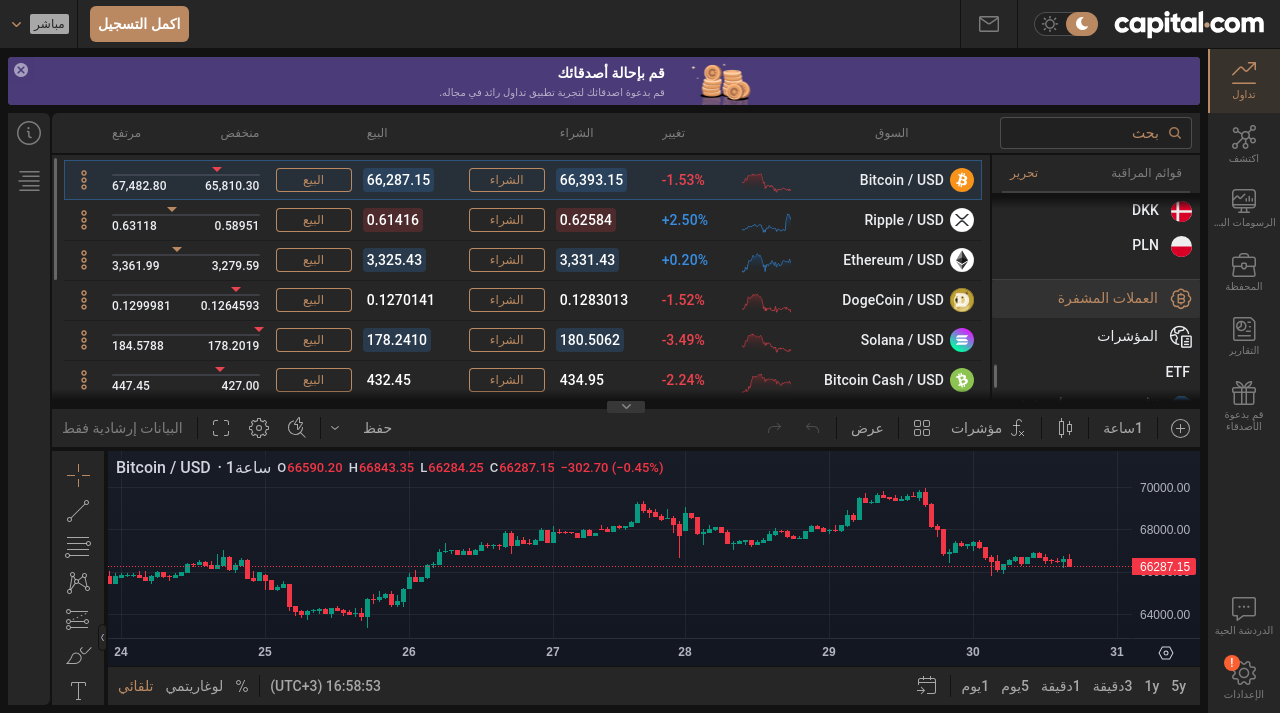 capital.com
اكمل التسجيل
مباشر
قم بإحالة أصدقائك
قم بدعوة اصدقائك لتجربة تطبيق تداول رائد في مجاله.
تداول
اكتشف
الرسومات البـ...
المحفظة
التقارير
قم بدعوة
الأصدقاء
الدردشة الحية
!
الإعدادات
بحث
قوائم المراقبة
تحرير
DKK
PLN
العملات المشفرة
المؤشرات
ETF
السوق
تغيير
الشراء
البيع
منخفض
مرتفع
Bitcoin / USD -1.53% 66,393.15 الشراء 66,287.15 البيع 65,810.30 67,482.80
Ripple / USD +2.50% 0.62584 الشراء 0.61416 البيع 0.58951 0.63118
Ethereum / USD +0.20% 3,331.43 الشراء 3,325.43 البيع 3,279.59 3,361.99
DogeCoin / USD -1.52% 0.1283013 الشراء 0.1270141 البيع 0.1264593 0.1299981
Solana / USD -3.49% 180.5062 الشراء 178.2410 البيع 178.2019 184.5788
Bitcoin Cash / USD -2.24% 434.95 الشراء 432.45 البيع 427.00 447.45
1ساعة
مؤشرات
عرض
حفظ
البيانات إرشادية فقط
Bitcoin / USD · 1ساعة O66590.20 H66843.35 L66284.25 C66287.15 −302.70 (−0.45%)
70000.00
68000.00
66287.15
64000.00
24 25 26 27 28 29 30 31
5y 1y 3دقيقة 1دقيقة 5يوم 1يوم
16:58:53 (UTC+3)
%
لوغاريتمي
تلقائي